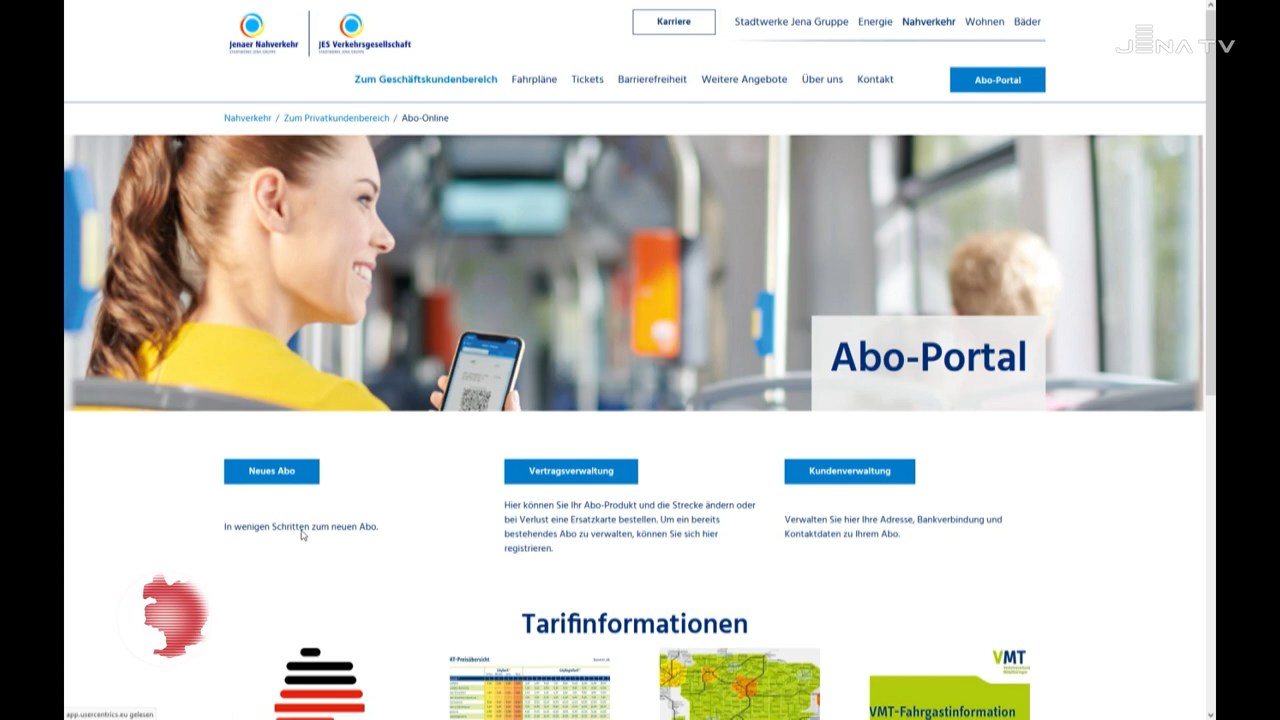 Jenaer Nahverkehr
JES Verkehrsgesellschaft
Karriere
Stadtwerke Jena Gruppe Energie Nahverkehr Wohnen Bäder
JENA TV
Zum Geschäftskundenbereich Fahrpläne Tickets Barrierefreiheit Weitere Angebote Über uns Kontakt
Abo-Portal
Nahverkehr / Zum Privatkundenbereich / Abo-Online
Abo-Portal
Neues Abo
In wenigen Schritten zum neuen Abo.
Vertragsverwaltung
Hier können Sie Ihr Abo-Produkt und die Strecke ändern oder
bei Verlust eine Ersatzkarte bestellen. Um ein bereits
bestehendes Abo zu verwalten, können Sie sich hier
registrieren.
Kundenverwaltung
Verwalten Sie hier Ihre Adresse, Bankverbindung und
Kontaktdaten zu Ihrem Abo.
Tarifinformationen
VMT
VMT-Fahrgastinformation
app.usercentrics.eu gelesen